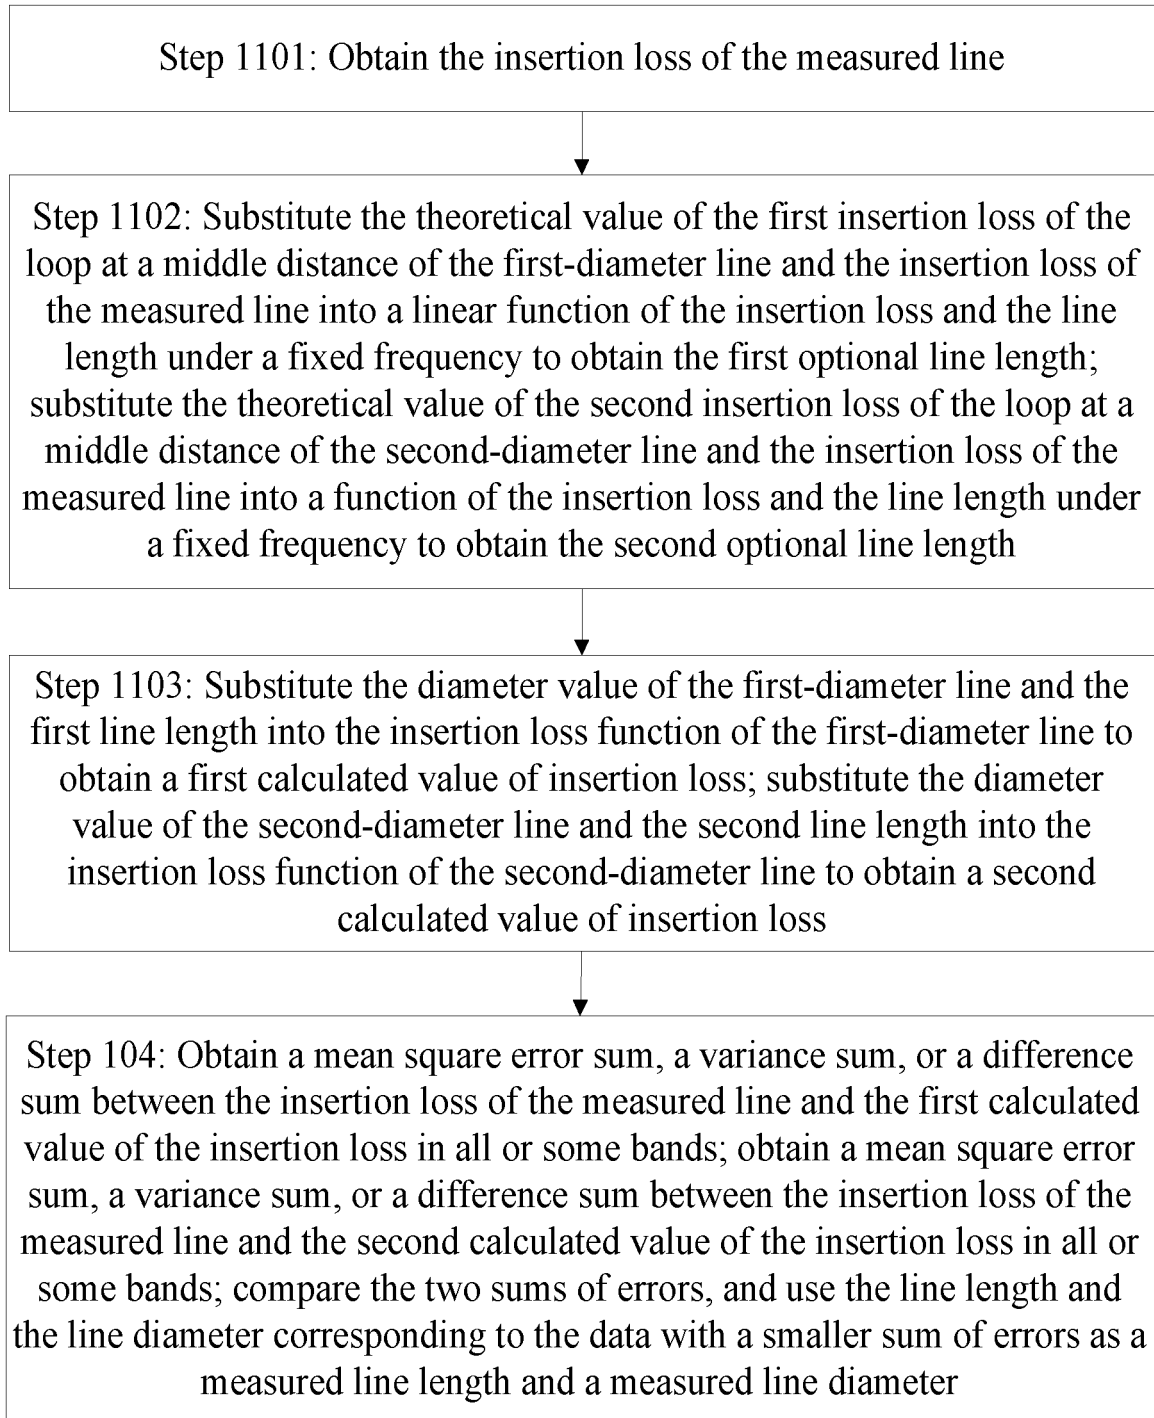 Step 1101: Obtain the insertion loss of the measured line
Step 1102: Substitute the theoretical value of the first insertion loss of the
loop at a middle distance of the first-diameter line and the insertion loss of
the measured line into a linear function of the insertion loss and the line
length under a fixed frequency to obtain the first optional line length;
substitute the theoretical value of the second insertion loss of the loop at a
middle distance of the second-diameter line and the insertion loss of the
measured line into a function of the insertion loss and the line length under
a fixed frequency to obtain the second optional line length
Step 1103: Substitute the diameter value of the first-diameter line and the
first line length into the insertion loss function of the first-diameter line to
obtain a first calculated value of insertion loss; substitute the diameter
value of the second-diameter line and the second line length into the
insertion loss function of the second-diameter line to obtain a second
calculated value of insertion loss
Step 104: Obtain a mean square error sum, a variance sum, or a difference
sum between the insertion loss of the measured line and the first calculated
value of the insertion loss in all or some bands; obtain a mean square error
sum, a variance sum, or a difference sum between the insertion loss of the
measured line and the second calculated value of the insertion loss in all or
some bands; compare the two sums of errors, and use the line length and
the line diameter corresponding to the data with a smaller sum of errors as a
measured line length and a measured line diameter